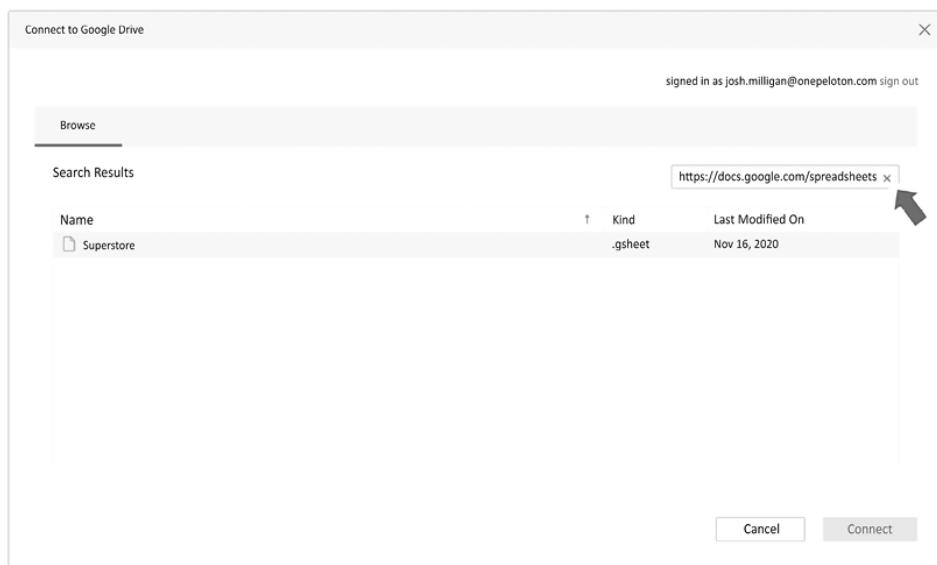 Connect to Google Drive
signed in as josh.milligan@onepeloton.com sign out
Browse
Search Results
https://docs.google.com/spreadsheets
Name ↑ Kind Last Modified On
Superstore .gsheet Nov 16, 2020
Cancel Connect